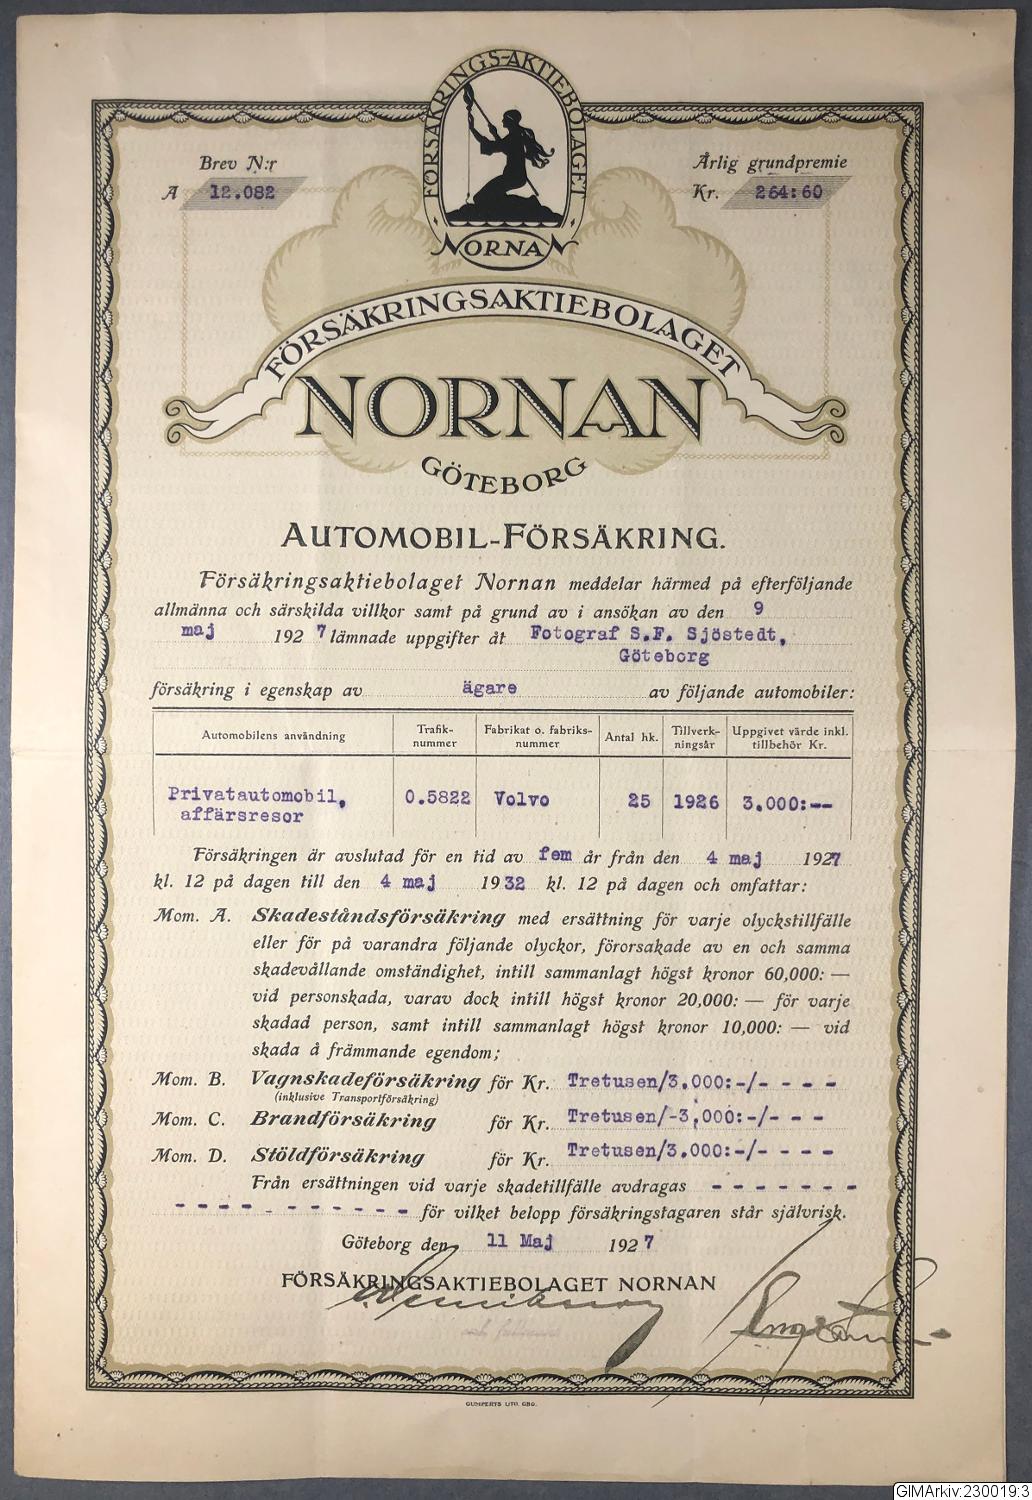 FÖRSÄKRINGS-AKTIEBOLAGET
NORNAN
Brev N:r
A 12.082
Årlig grundpremie
Kr. 264:60
FÖRSÄKRINGSAKTIEBOLAGET
NORNAN
GÖTEBORG
AUTOMOBIL-FÖRSÄKRING.
Försäkringsaktiebolaget Nornan meddelar härmed på efterföljande
allmänna och särskilda villkor samt på grund av i ansökan av den 9
maj 1927 lämnade uppgifter åt Fotograf S.F. Sjöstedt,
Göteborg
försäkring i egenskap av ägare av följande automobiler:
Automobilens användning Trafik- Fabrikat o. fabriks- Antal hk. Tillverk- Uppgivet värde inkl.
nummer nummer ningsår tillbehör Kr.
Privatautomobil, 0.5822 Volvo 25 1926 3.000:--
affärsresor
Försäkringen är avslutad för en tid av fem år från den 4 maj 1927
kl. 12 på dagen till den 4 maj 1932 kl. 12 på dagen och omfattar:
Mom. A. Skadeståndsförsäkring med ersättning för varje olyckstillfälle
eller för på varandra följande olyckor, förorsakade av en och samma
skadevållande omständighet, intill sammanlagt högst kronor 60,000: —
vid personskada, varav dock intill högst kronor 20,000: — för varje
skadad person, samt intill sammanlagt högst kronor 10,000: — vid
skada å främmande egendom;
Mom. B. Vagnskadeförsäkring för Kr. Tretusen/3.000:-/- - - -
(inklusive Transportförsäkring)
Mom. C. Brandförsäkring för Kr. Tretusen/-3,000:-/- - -
Mom. D. Stöldförsäkring för Kr. Tretusen/3.000:-/- - - -
Från ersättningen vid varje skadetillfälle avdragas - - - - - - -
- - - - - - - - - - - för vilket belopp försäkringstagaren står självrisk.
Göteborg den 11 Maj 1927
FÖRSÄKRINGSAKTIEBOLAGET NORNAN
GUMPERTS LITO. GBG.
GIMArkiv:230019:3